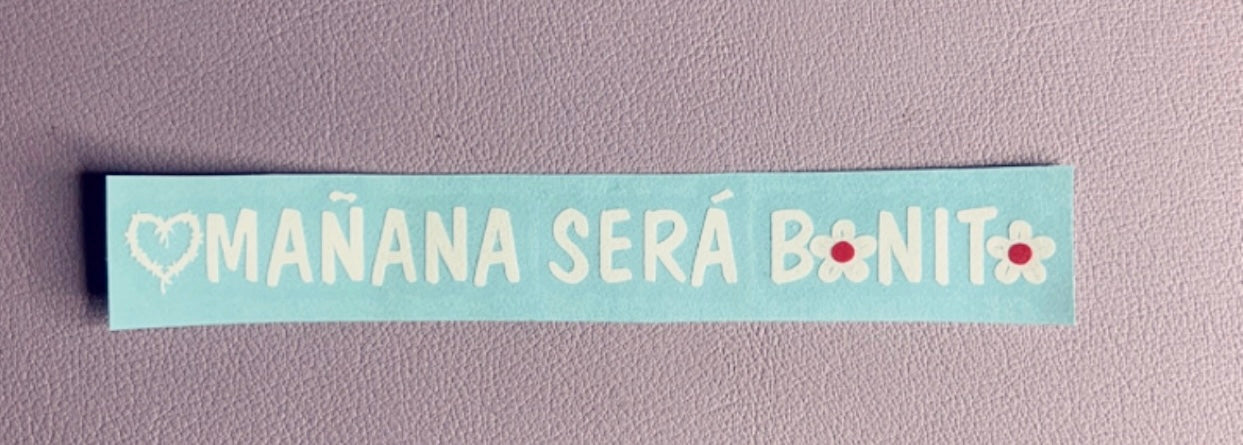 MAÑANA SERÁ BONITO